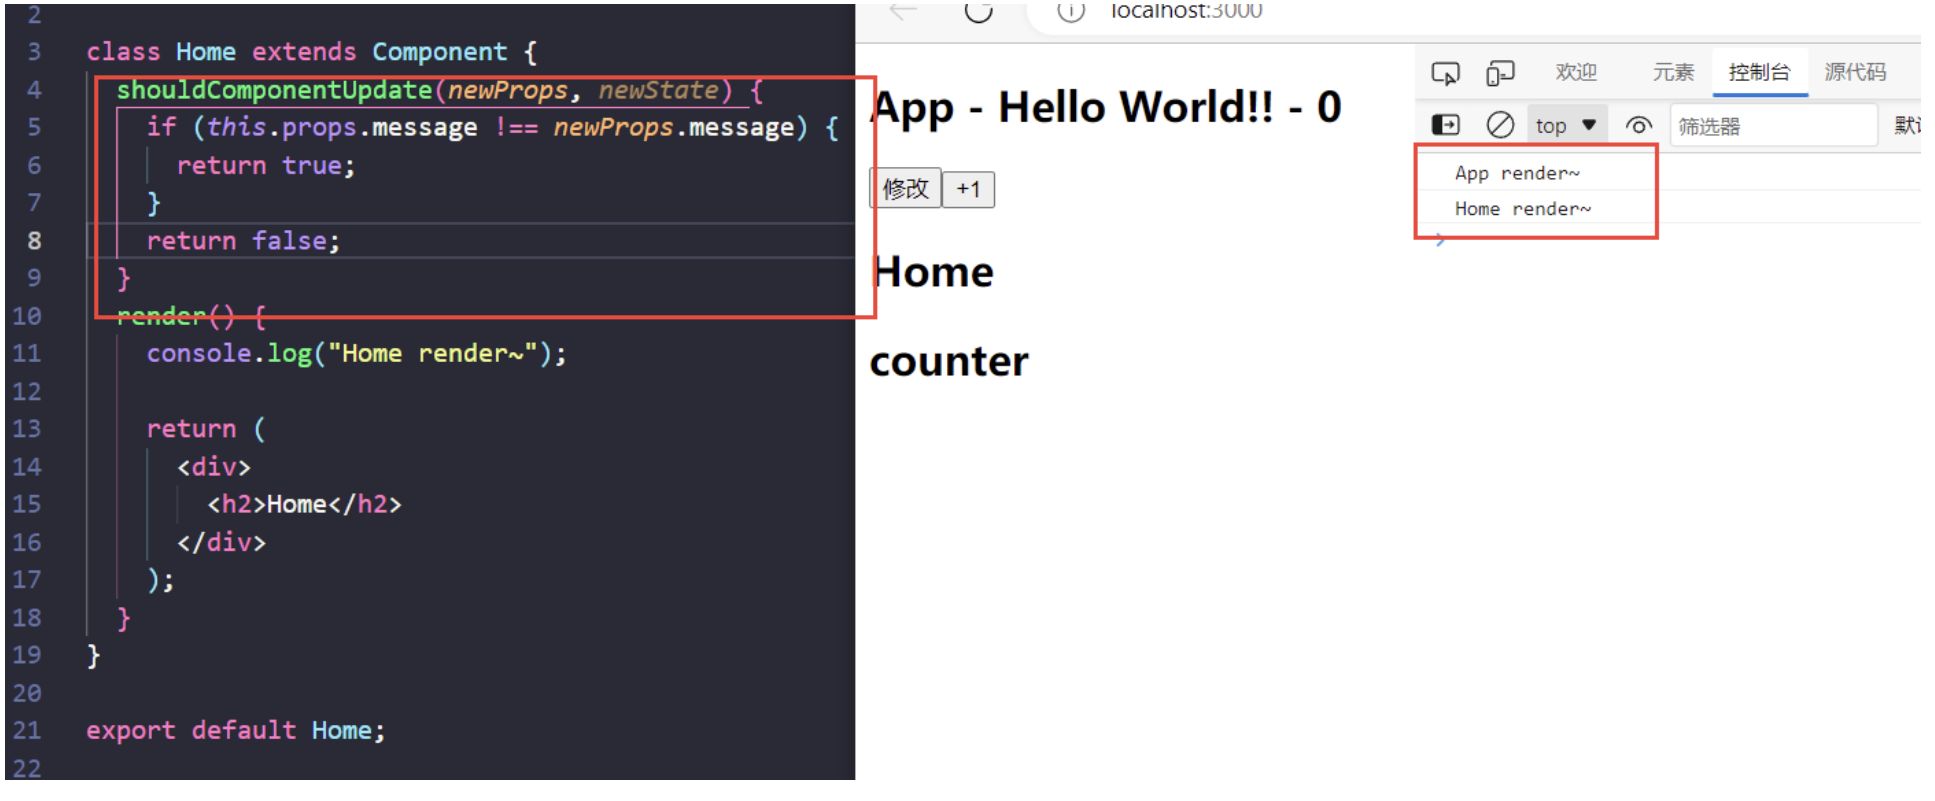 2
3 class Home extends Component {
4 shouldComponentUpdate(newProps, newState) {
5 if (this.props.message !== newProps.message) {
6 return true;
7 }
8 return false;
9 }
10 render() {
11 console.log("Home render~");
12
13 return (
14 <div>
15 <h2>Home</h2>
16 </div>
17 );
18 }
19 }
20
21 export default Home;
22
localhost:3000
App - Hello World!! - 0
修改 +1
Home
counter
欢迎 元素 控制台 源代码
top 筛选器
App render~
Home render~